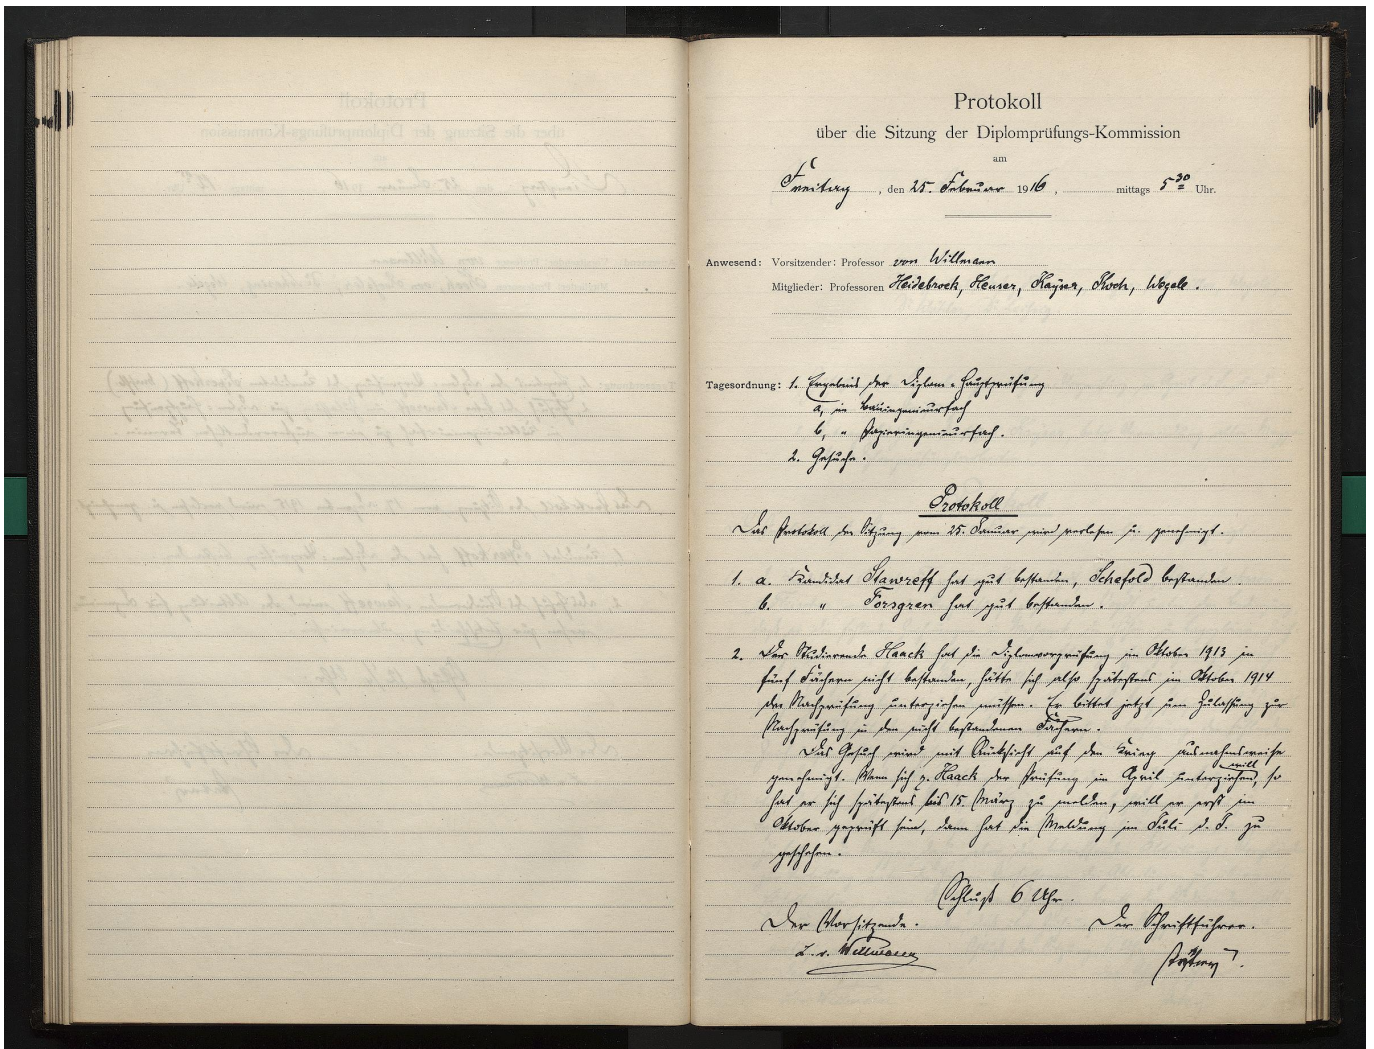 Protokoll
über die Sitzung der Diplomprüfungs-Kommission
am
Freitag, den 25. Februar 1916, mittags 5 30 Uhr.
Anwesend: Vorsitzender: Professor von Willmann
Mitglieder: Professoren Heidebroek, Heuser, Kayser, Koch, Wegele.
Tagesordnung: 1. Ergebnis der Diplom-Hauptprüfung
a, im Bauingenieurfach
b, " Papieringenieurfach.
2. Gesuche.
Protokoll
Das Protokoll der Sitzung vom 25. Januar wird verlesen u. genehmigt.
1. a. Kandidat Stawreff hat gut bestanden, Schefold bestanden.
b. " Forsgren hat gut bestanden.
2. Der Studierende Haack hat die Diplomvorprüfung im Oktober 1913 in
fünf Fächern nicht bestanden, hätte sich also spätestens im Oktober 1914
der Nachprüfung unterziehen müssen. Er bittet jetzt um Zulassung zur
Nachprüfung in den nicht bestandenen Fächern.
Das Gesuch wird mit Rücksicht auf den Krieg ausnahmsweise
genehmigt. Wenn sich H. Haack der Prüfung im April unterziehen will, so
hat er sich spätestens bis 15. März zu melden, will er erst im
Oktober geprüft sein, dann hat die Meldung im Juli d. J. zu
geschehen.
Schluß 6 Uhr.
Der Vorsitzende. Der Schriftführer.
L. v. Willmann